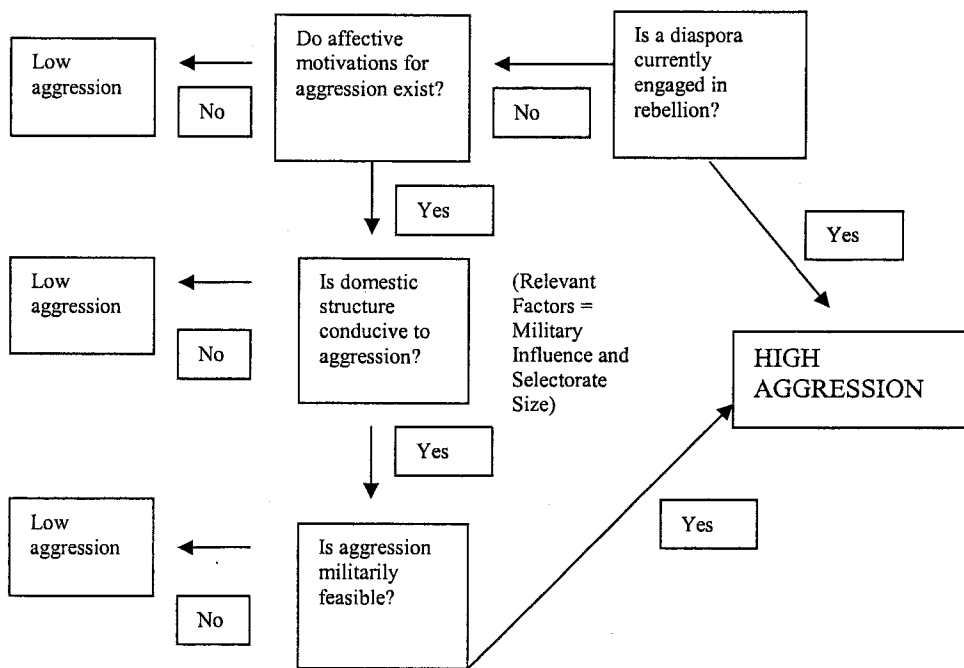 Low
aggression
No
Do affective
motivations for
aggression exist?
No
Is a diaspora
currently
engaged in
rebellion?
Yes
Yes
Low
aggression
No
Is domestic
structure
conducive to
aggression?
(Relevant
Factors =
Military
Influence and
Selectorate
Size)
HIGH
AGGRESSION
Yes
Low
aggression
No
Is aggression
militarily
feasible?
Yes